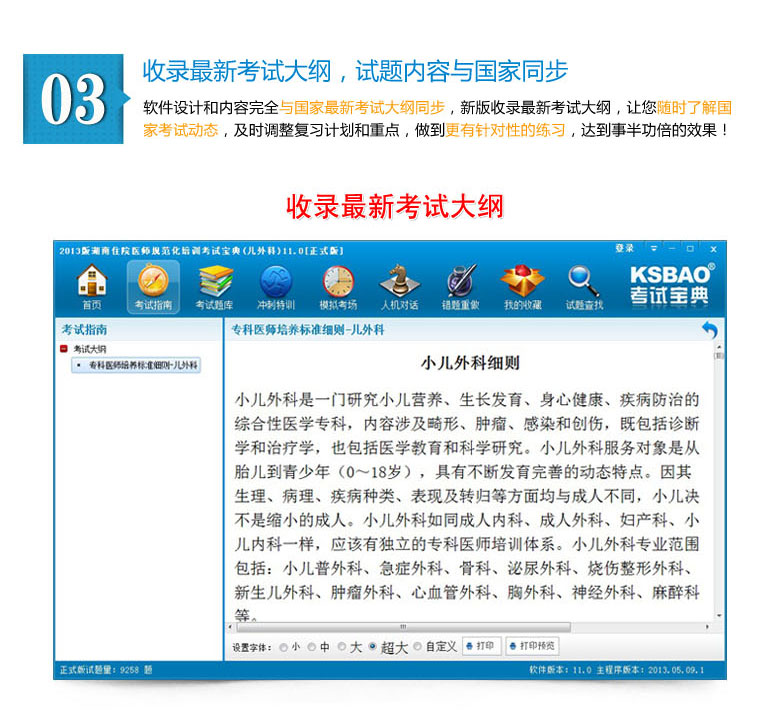 03
收录最新考试大纲，试题内容与国家同步
软件设计和内容完全与国家最新考试大纲同步，新版收录最新考试大纲，让您随时了解国
家考试动态，及时调整复习计划和重点，做到更有针对性的练习，达到事半功倍的效果！
收录最新考试大纲
2013版湖南住院医师规范化培训考试宝典(儿外科)11.0[正式版]
登录
首页 考试指南 考试题库 冲刺特训 模拟考场 人机对话 错题重做 我的收藏 试题查找
KSBAO®
考试宝典
考试指南
考试大纲
专科医师培养标准细则-儿外科
专科医师培养标准细则-儿外科
小儿外科细则
小儿外科是一门研究小儿营养、生长发育、身心健康、疾病防治的
综合性医学专科，内容涉及畸形、肿瘤、感染和创伤，既包括诊断
学和治疗学，也包括医学教育和科学研究。小儿外科服务对象是从
胎儿到青少年（0～18岁），具有不断发育完善的动态特点。因其
生理、病理、疾病种类、表现及转归等方面均与成人不同，小儿决
不是缩小的成人。小儿外科如同成人内科、成人外科、妇产科、小
儿内科一样，应该有独立的专科医师培训体系。小儿外科专业范围
包括：小儿普外科、急症外科、骨科、泌尿外科、烧伤整形外科、
新生儿外科、肿瘤外科、心血管外科、胸外科、神经外科、麻醉科
等。
设置字体： 小 中 大 超大 自定义 打印 打印预览
正式版试题量：9258 题
软件版本：11.0 主程序版本：2013.05.09.1